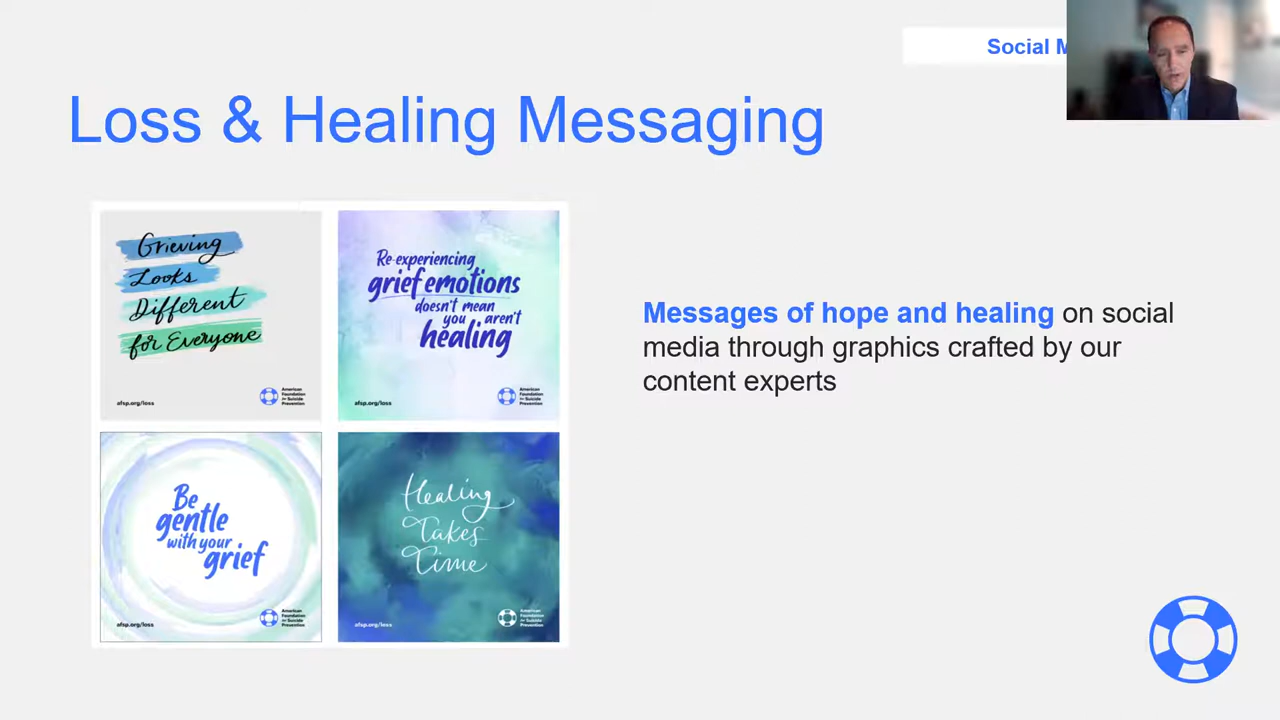 Social M
Loss & Healing Messaging
Grieving
Looks
Different
for Everyone
afsp.org/loss
American
Foundation
for Suicide
Prevention
Re-experiencing
grief emotions
doesn't mean
you aren't
healing
afsp.org/loss
American
Foundation
for Suicide
Prevention
Messages of hope and healing on social
media through graphics crafted by our
content experts
Be
gentle
with your
grief
afsp.org/loss
American
Foundation
for Suicide
Prevention
Healing
Takes
Time
afsp.org/loss
American
Foundation
for Suicide
Prevention